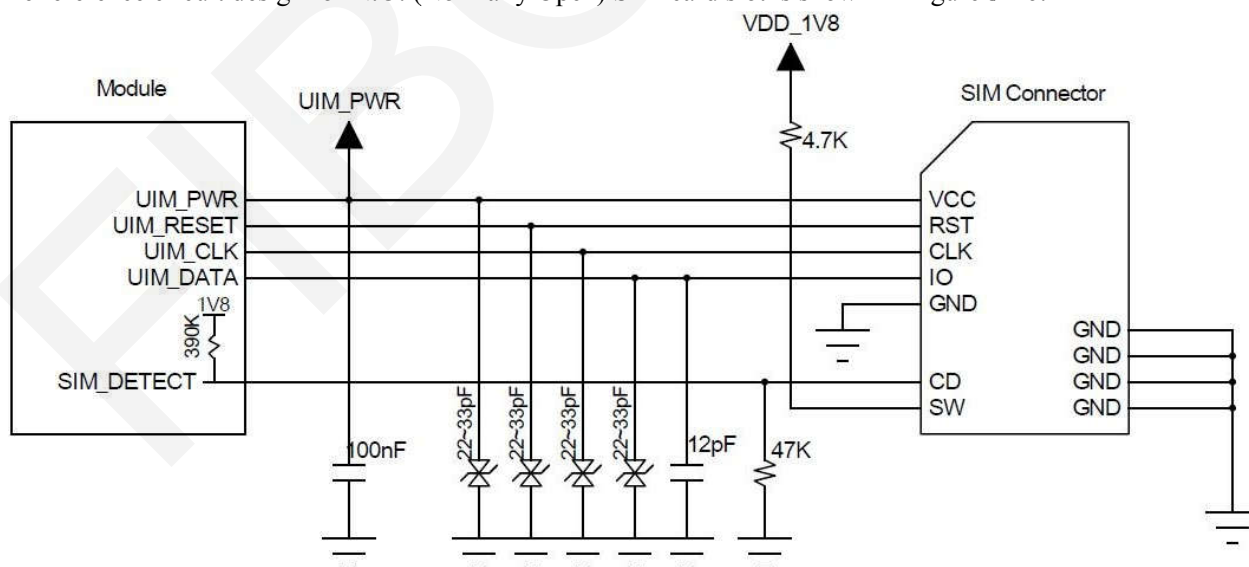 VDD_1V8
Module
UIM_PWR
SIM Connector
4.7K
UIM_PWR
UIM_RESET
UIM_CLK
UIM_DATA
1V8
390K
SIM_DETECT
VCC
RST
CLK
IO
GND
GND
GND
GND
GND
CD
SW
100nF
22~33pF
22~33pF
22~33pF
22~33pF
12pF
47K